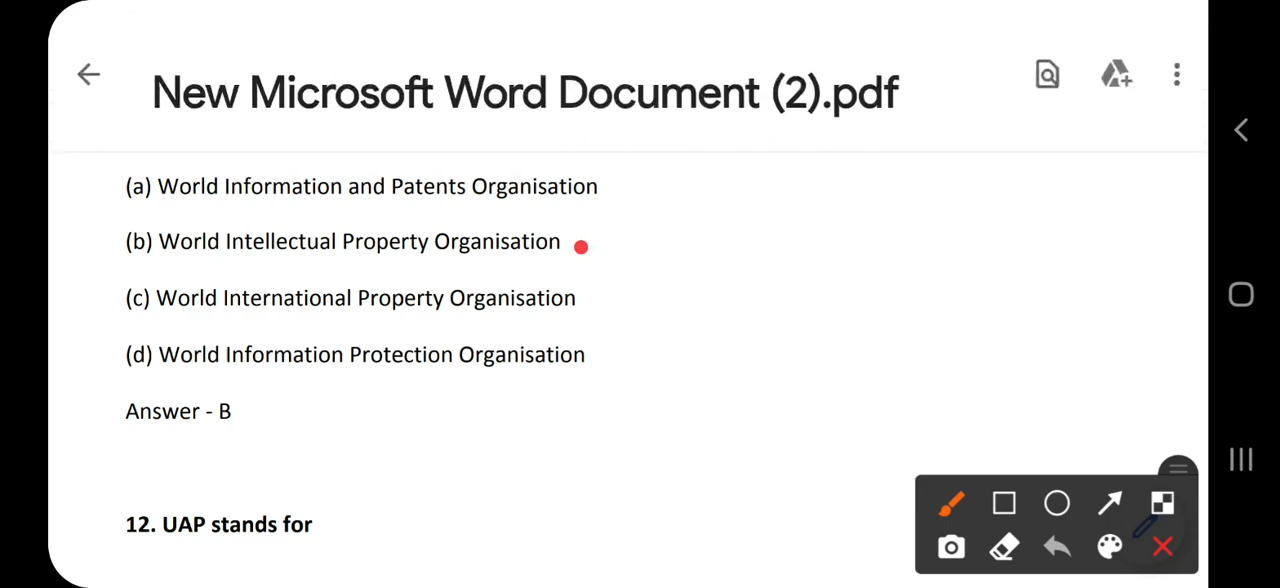 New Microsoft Word Document (2).pdf
(a) World Information and Patents Organisation
(b) World Intellectual Property Organisation
(c) World International Property Organisation
(d) World Information Protection Organisation
Answer - B
12. UAP stands for